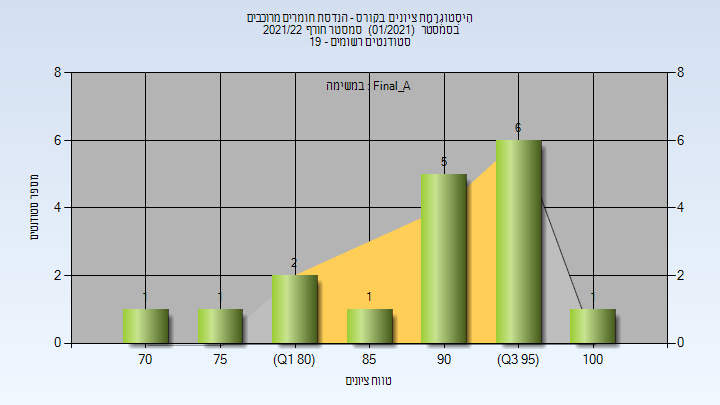 היסטוגרמת ציונים בקורס - הנדסת חומרים מרוכבים
בסמסטר (01/2021) סמסטר חורף 2021/22
סטודנטים רשומים - 19
במשימה : Final_A
8 8
6 6
4 4
2 2
0 0
1 1 2 1 5 6 1
70 75 (Q1 80) 85 90 (Q3 95) 100
מספר סטודנטים
טווח ציונים